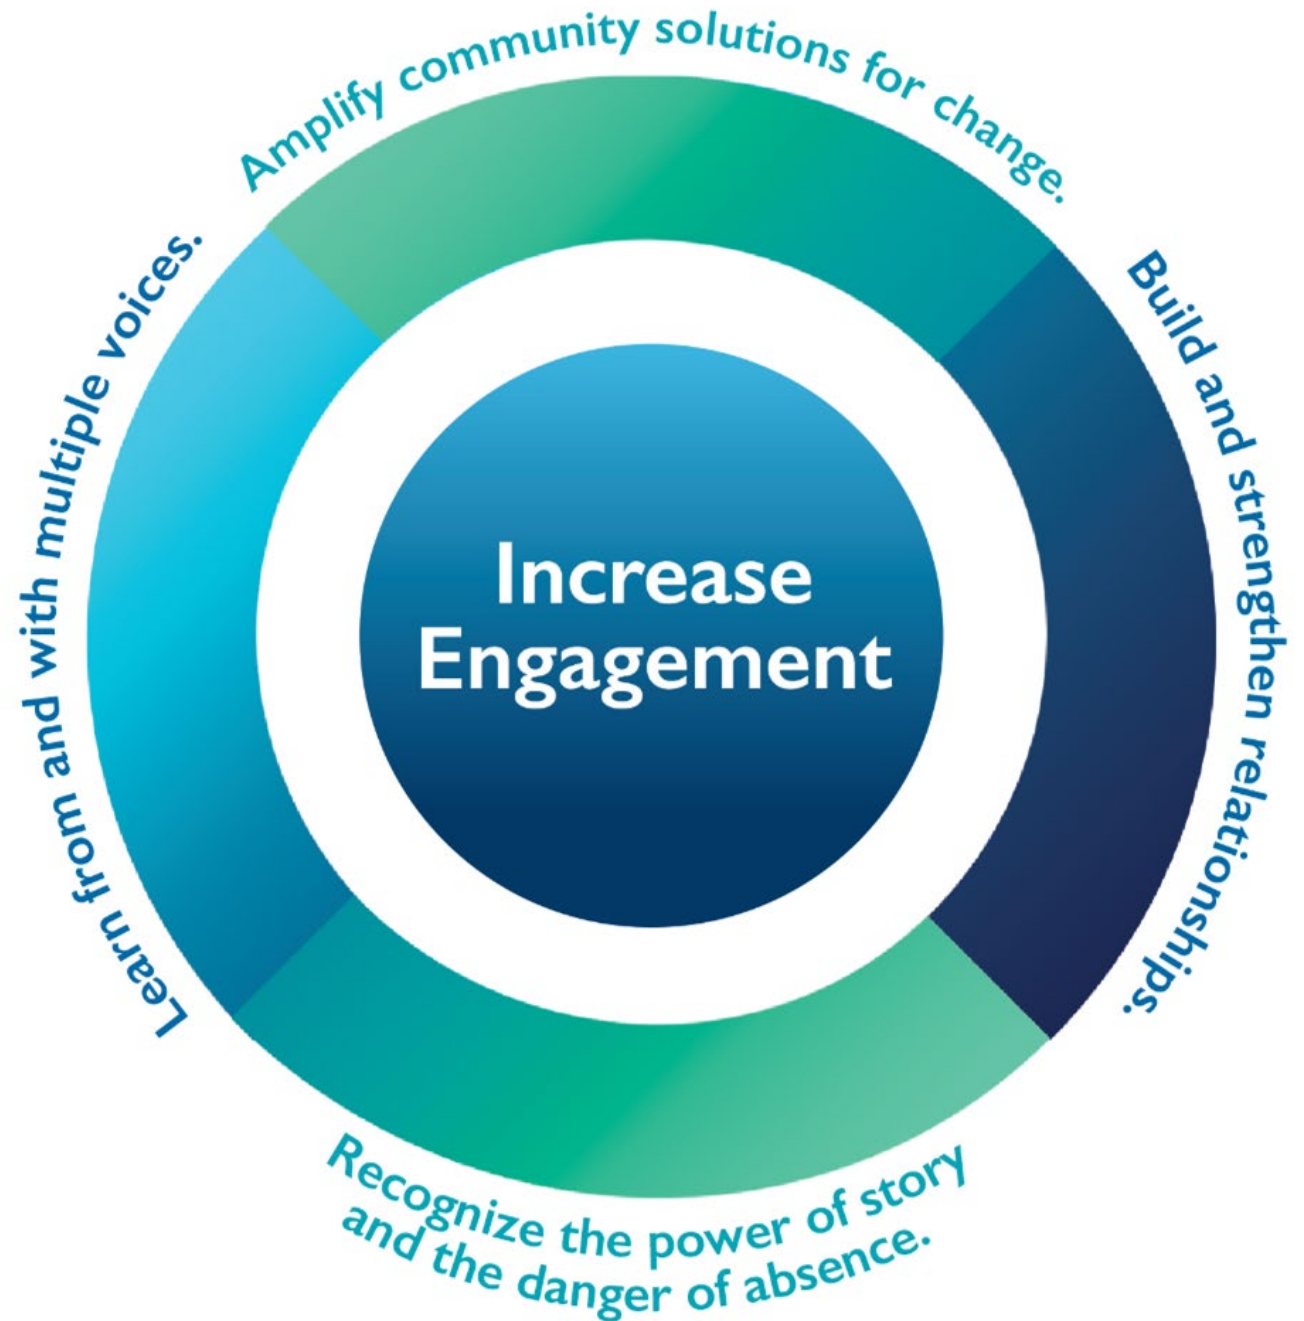 Amplify community solutions for change.
Build and strengthen relationships.
Recognize the power of story
and the danger of absence.
Learn from and with multiple voices.
Increase
Engagement